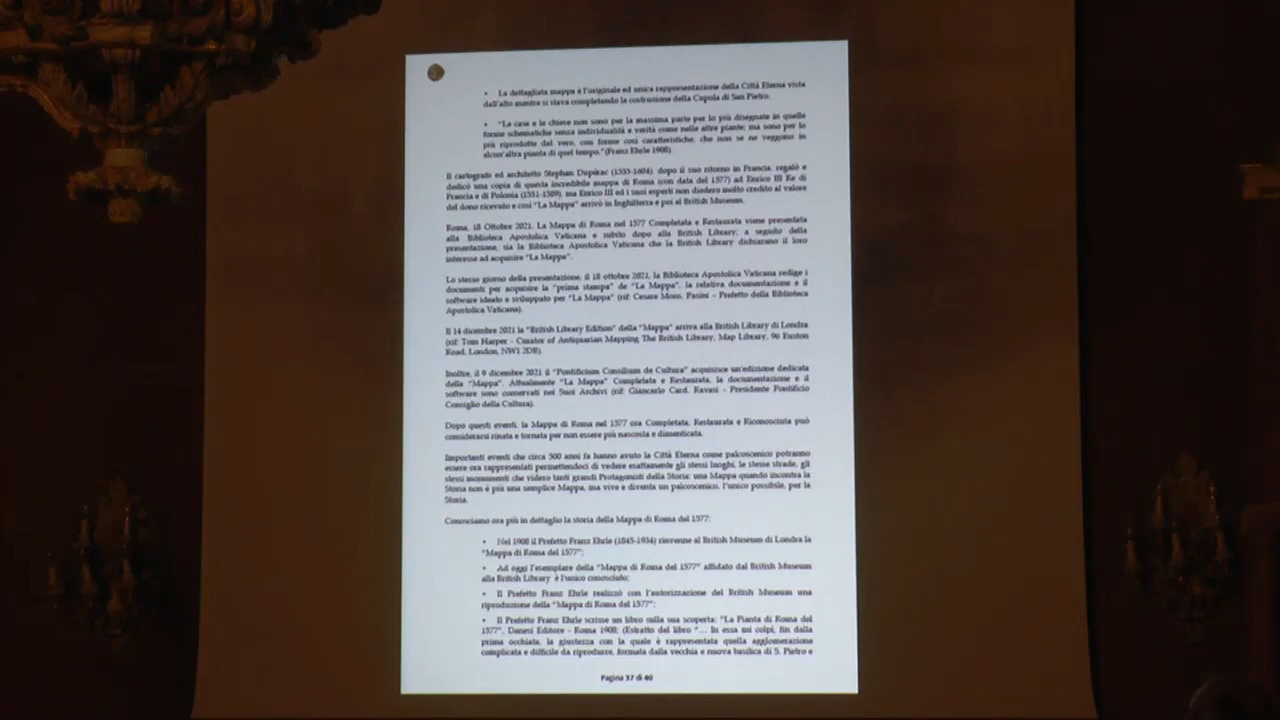 • La dettagliata mappa è l'originale ed unica rappresentazione della Città Eterna vista
dall'alto mentre si stava completando la costruzione della Cupola di San Pietro.
• "Le case e le chiese non sono per la massima parte per lo più disegnate in quelle
forme schematiche senza individualità e verità come nelle altre piante; ma sono per lo
più riprodotte dal vero, con forme così caratteristiche, che non se ne veggono in
alcun'altra pianta di quel tempo." (Franz Ehrle 1908).
Il cartografo ed architetto Stephan Dupérac (1535-1604), dopo il suo ritorno in Francia, regalò e
dedicò una copia di questa incredibile mappa di Roma (con data del 1577) ad Enrico III Re di
Francia e di Polonia (1551-1589), ma Enrico III ed i suoi esperti non diedero molto credito al valore
del dono ricevuto e così "La Mappa" arrivò in Inghilterra e poi al British Museum.
Roma, 18 Ottobre 2021. La Mappa di Roma nel 1577 Completata e Restaurata viene presentata
alla Biblioteca Apostolica Vaticana e subito dopo alla British Library; a seguito della
presentazione, sia la Biblioteca Apostolica Vaticana che la British Library dichiarano il loro
interesse ad acquisire "La Mappa".
Lo stesso giorno della presentazione, il 18 ottobre 2021, la Biblioteca Apostolica Vaticana redige i
documenti per acquisire la "prima stampa" de "La Mappa", la relativa documentazione e il
software ideato e sviluppato per "La Mappa" (rif: Cesare Mons. Pasini – Prefetto della Biblioteca
Apostolica Vaticana).
Il 14 dicembre 2021 la "British Library Edition" della "Mappa" arriva alla British Library di Londra
(rif: Tom Harper - Curator of Antiquarian Mapping The British Library, Map Library, 96 Euston
Road, London, NW1 2DB).
Inoltre, il 9 dicembre 2021 il "Pontificium Consilium de Cultura" acquisisce un'edizione dedicata
della "Mappa". Attualmente "La Mappa" Completata e Restaurata, la documentazione e il
software sono conservati nei Suoi Archivi (rif: Giancarlo Card. Ravasi – Presidente Pontificio
Consiglio della Cultura).
Dopo questi eventi, la Mappa di Roma nel 1577 ora Completata, Restaurata e Riconosciuta può
considerarsi rinata e tornata per non essere più nascosta e dimenticata.
Importanti eventi che circa 500 anni fa hanno avuto la Città Eterna come palcoscenico potranno
essere ora rappresentati permettendoci di vedere esattamente gli stessi luoghi, le stesse strade, gli
stessi monumenti che videro tanti grandi Protagonisti della Storia: una Mappa quando incontra la
Storia non è più una semplice Mappa, ma vive e diventa un palcoscenico, l'unico possibile, per la
Storia.
Conosciamo ora più in dettaglio la storia della Mappa di Roma del 1577:
• Nel 1908 il Prefetto Franz Ehrle (1845-1934) rinvenne al British Museum di Londra la
"Mappa di Roma del 1577";
• Ad oggi l'esemplare della "Mappa di Roma del 1577" affidato dal British Museum
alla British Library è l'unico conosciuto;
• Il Prefetto Franz Ehrle realizzò con l'autorizzazione del British Museum una
riproduzione della "Mappa di Roma del 1577";
• Il Prefetto Franz Ehrle scrisse un libro sulla sua scoperta: "La Pianta di Roma del
1577", Danesi Editore - Roma 1908; (Estratto del libro "... In essa mi colpì, fin dalla
prima occhiata, la giustezza con la quale è rappresentata quella agglomerazione
complicata e difficile da riprodurre, formata dalla vecchia e nuova basilica di S. Pietro e
Pagina 37 di 40